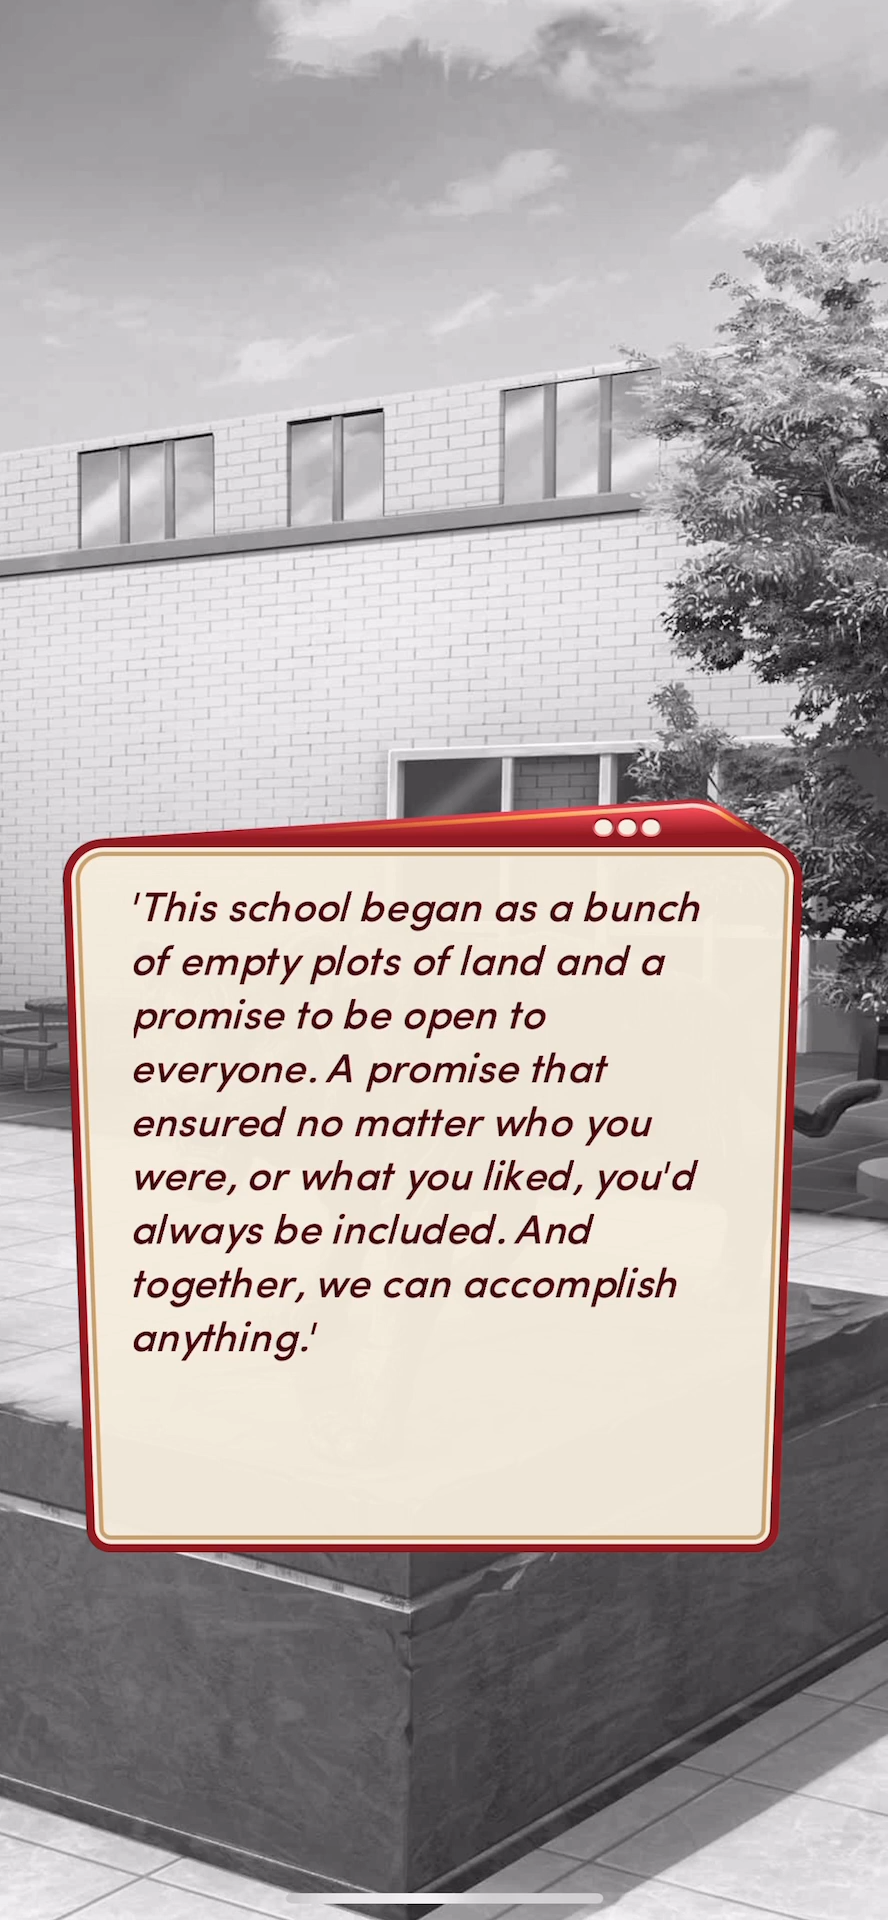 'This school began as a bunch
of empty plots of land and a
promise to be open to
everyone. A promise that
ensured no matter who you
were, or what you liked, you'd
always be included. And
together, we can accomplish
anything.'